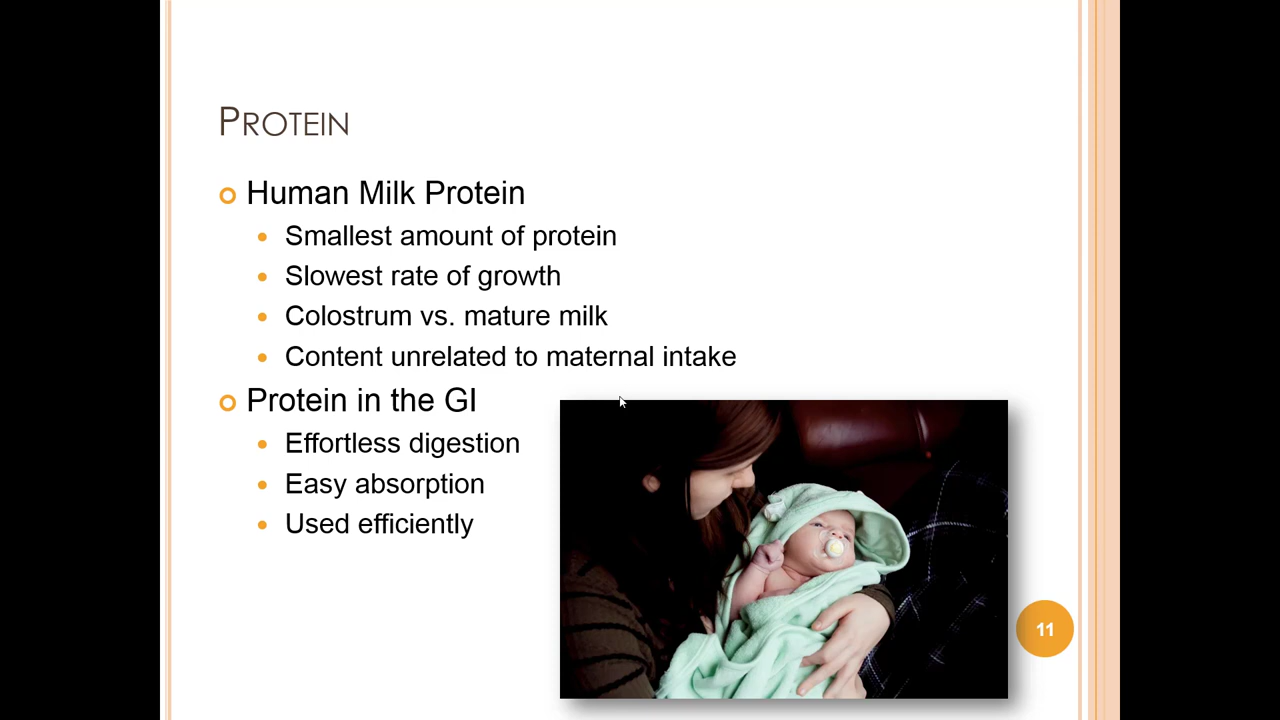 Protein
Human Milk Protein
Smallest amount of protein
Slowest rate of growth
Colostrum vs. mature milk
Content unrelated to maternal intake
Protein in the GI
Effortless digestion
Easy absorption
Used efficiently
11